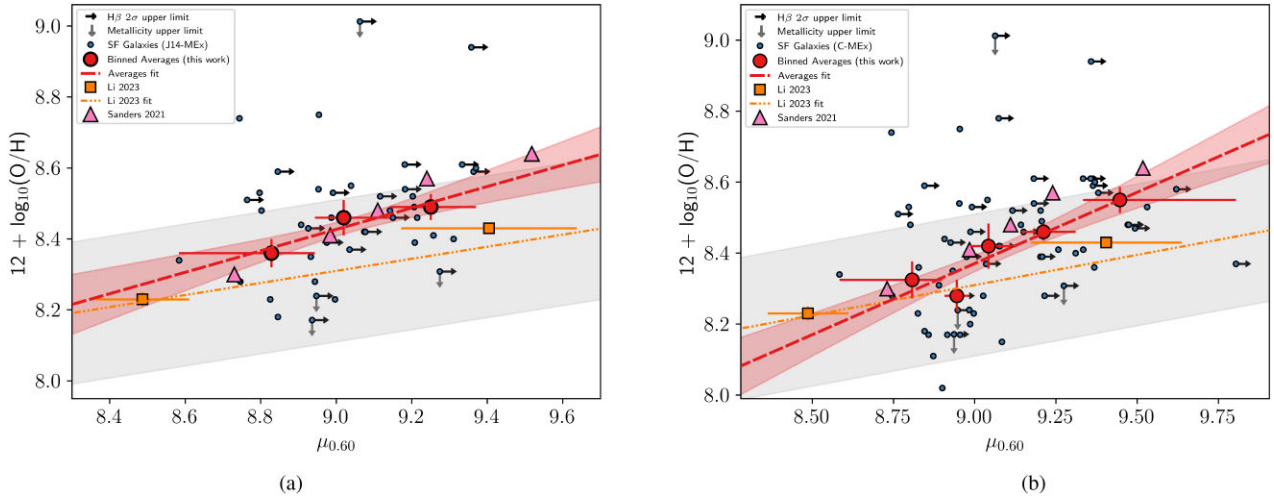 Hβ 2σ upper limit
Metallicity upper limit
SF Galaxies (J14-MEx)
Binned Averages (this work)
Averages fit
Li 2023
Li 2023 fit
Sanders 2021
12 + log₁₀(O/H)
9.0
8.8
8.6
8.4
8.2
8.0
8.4 8.6 8.8 9.0 9.2 9.4 9.6
μ₀.₆₀
(a)
Hβ 2σ upper limit
Metallicity upper limit
SF Galaxies (C-MEx)
Binned Averages (this work)
Averages fit
Li 2023
Li 2023 fit
Sanders 2021
12 + log₁₀(O/H)
9.0
8.8
8.6
8.4
8.2
8.0
8.50 8.75 9.00 9.25 9.50 9.75
μ₀.₆₀
(b)